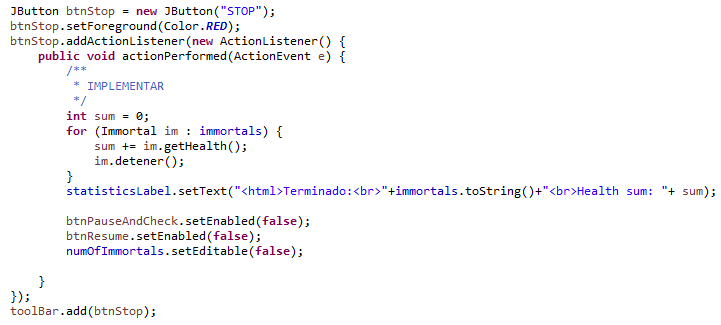 JButton btnStop = new JButton("STOP");
btnStop.setForeground(Color.RED);
btnStop.addActionListener(new ActionListener() {
    public void actionPerformed(ActionEvent e) {
        /**
         * IMPLEMENTAR
         */
        int sum = 0;
        for (Immortal im : immortals) {
            sum += im.getHealth();
            im.detener();
        }
        statisticsLabel.setText("<html>Terminado:<br>"+immortals.toString()+"<br>Health sum: "+ sum);

        btnPauseAndCheck.setEnabled(false);
        btnResume.setEnabled(false);
        numOfImmortals.setEditable(false);

    }
});
toolBar.add(btnStop);